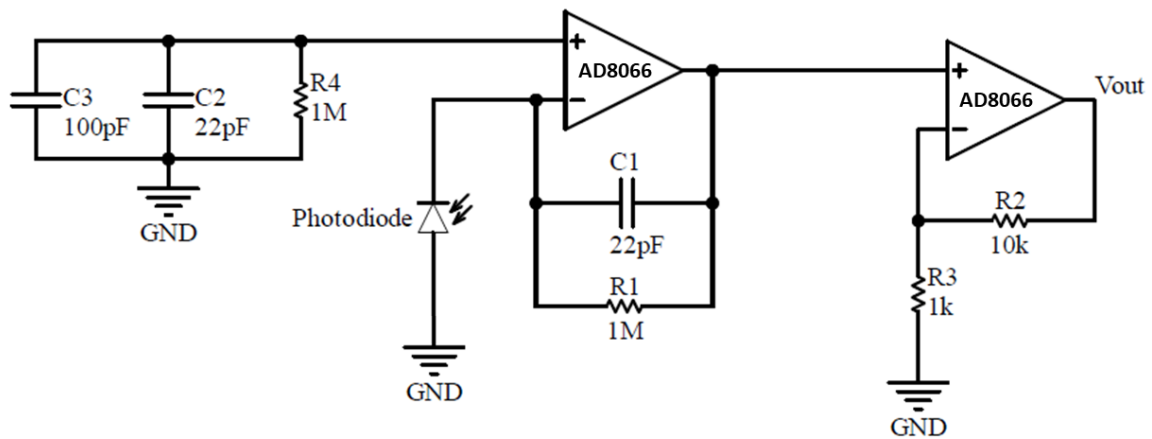 C3
100pF
C2
22pF
R4
1M
GND
+
AD8066
−
Photodiode
GND
C1
22pF
R1
1M
+
AD8066
−
Vout
R2
10k
R3
1k
GND